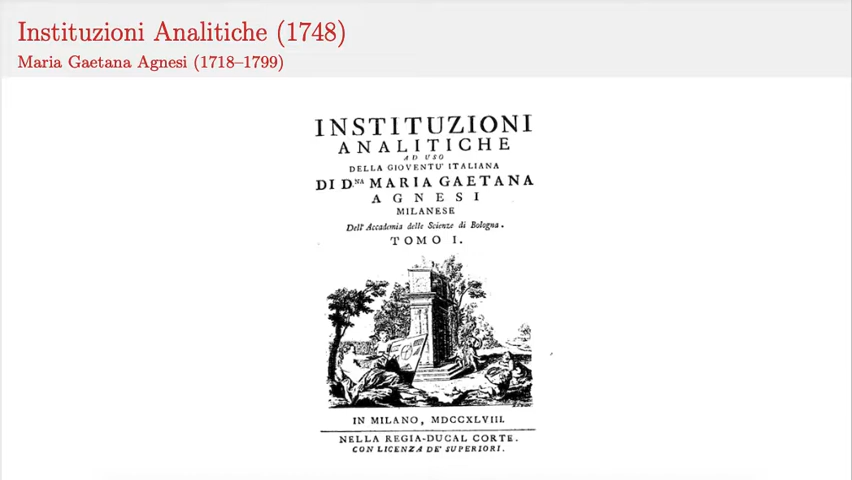 Instituzioni Analitiche (1748)
Maria Gaetana Agnesi (1718–1799)
INSTITUZIONI
ANALITICHE
AD USO
DELLA GIOVENTU' ITALIANA
DI D.NA MARIA GAETANA
AGNESI
MILANESE
Dell' Accademia delle Scienze di Bologna.
TOMO I.
IN MILANO, MDCCXLVIII.
NELLA REGIA-DUCAL CORTE.
CON LICENZA DE' SUPERIORI.